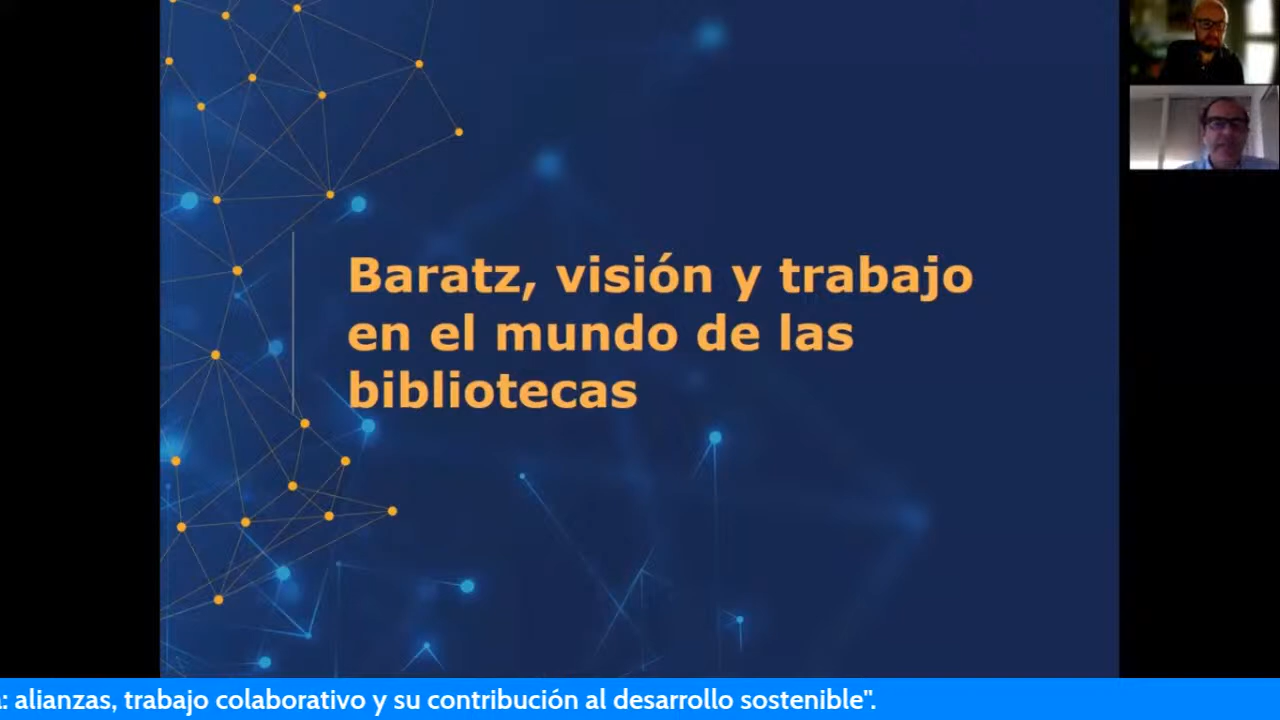 Baratz, visión y trabajo
en el mundo de las
bibliotecas
: alianzas, trabajo colaborativo y su contribución al desarrollo sostenible".